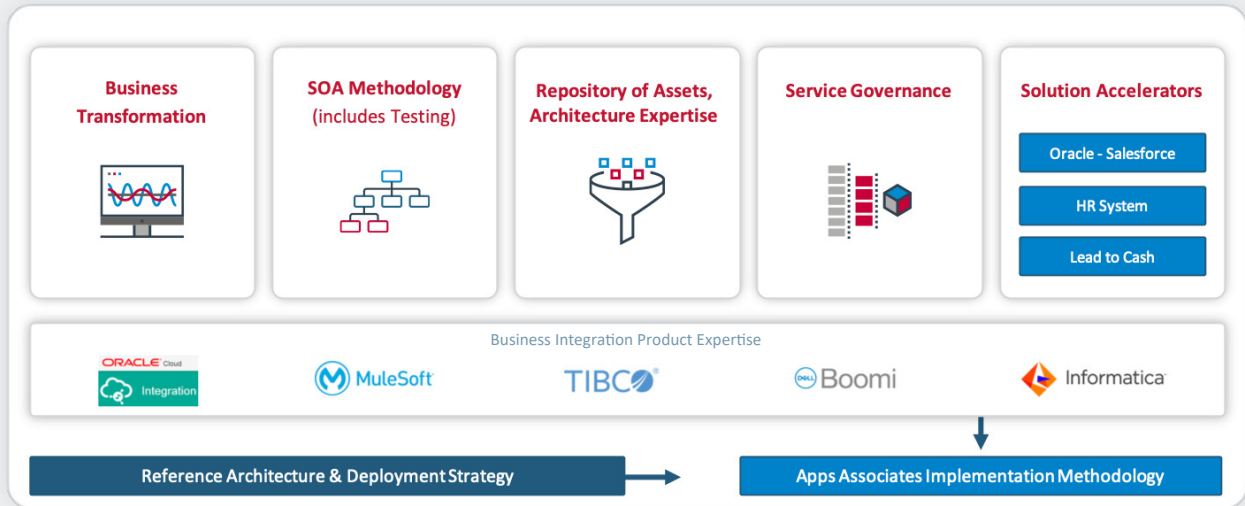 Business
Transformation
SOA Methodology
(includes Testing)
Repository of Assets,
Architecture Expertise
Service Governance
Solution Accelerators
Oracle - Salesforce
HR System
Lead to Cash
Business Integration Product Expertise
ORACLE Cloud
Integration
MuleSoft
TIBCO®
DELL Boomi
Informatica
Reference Architecture & Deployment Strategy
Apps Associates Implementation Methodology